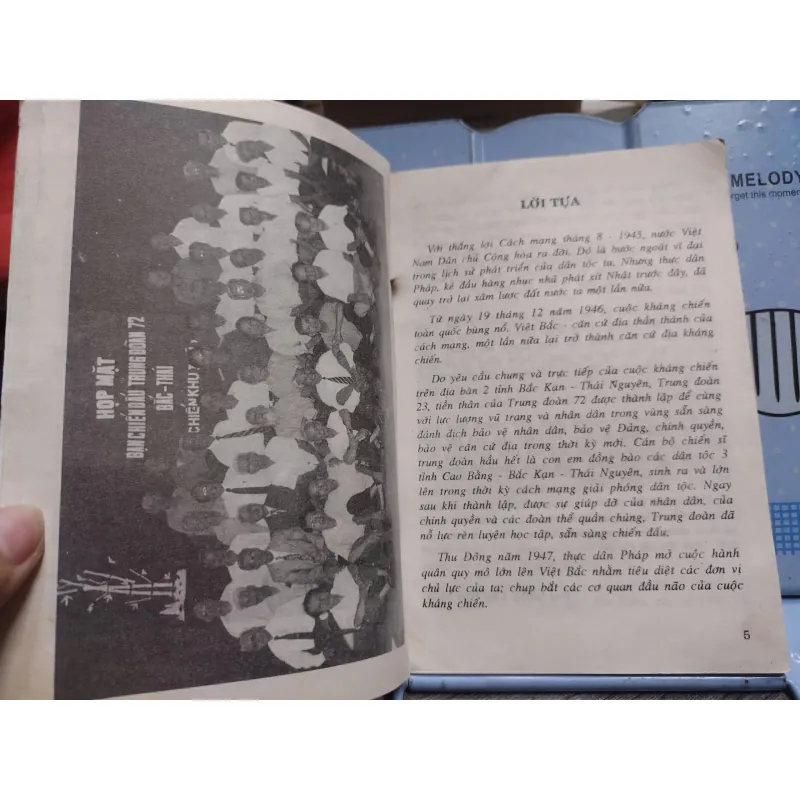 HỌP MẶT
BẠN CHIẾN ĐẤU TRUNG ĐOÀN 72
BẮC - THÁI
CHIẾN KHU
LỜI TỰA
Với thắng lợi Cách mạng tháng 8 - 1945, nước Việt
Nam Dân chủ Cộng hòa ra đời. Đó là bước ngoặt vĩ đại
trong lịch sử phát triển của dân tộc ta. Nhưng thực dân
Pháp, kẻ đầu hàng nhục nhã phát xít Nhật trước đây, đã
quay trở lại xâm lược đất nước ta một lần nữa.
Từ ngày 19 tháng 12 năm 1946, cuộc kháng chiến
toàn quốc bùng nổ. Việt Bắc - căn cứ địa thần thánh của
cách mạng, một lần nữa lại trở thành căn cứ địa kháng
chiến.
Do yêu cầu chung và trực tiếp của cuộc kháng chiến
trên địa bàn 2 tỉnh Bắc Kạn - Thái Nguyên, Trung đoàn
23, tiền thân của Trung đoàn 72 được thành lập để cùng
với lực lượng vũ trang và nhân dân trong vùng sẵn sàng
đánh địch bảo vệ nhân dân, bảo vệ Đảng, chính quyền,
bảo vệ căn cứ địa trong thời kỳ mới. Cán bộ chiến sĩ
trung đoàn hầu hết là con em đồng bào các dân tộc 3
tỉnh Cao Bằng - Bắc Kạn - Thái Nguyên, sinh ra và lớn
lên trong thời kỳ cách mạng giải phóng dân tộc. Ngay
sau khi thành lập, được sự giúp đỡ của nhân dân, của
chính quyền và các đoàn thể quần chúng, Trung đoàn đã
nỗ lực rèn luyện học tập, sẵn sàng chiến đấu.
Thu Đông năm 1947, thực dân Pháp mở cuộc hành
quân quy mô lớn lên Việt Bắc nhằm tiêu diệt các đơn vị
chủ lực của ta; chụp bắt các cơ quan đầu não của cuộc
kháng chiến.
5
MELODY
rget this momen